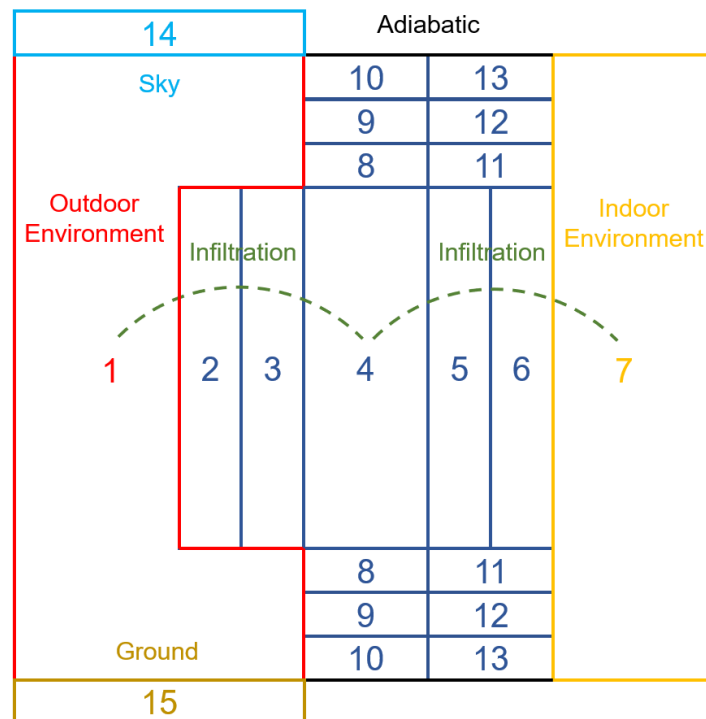 14
Adiabatic
Sky
10 13
9 12
8 11
Outdoor
Environment
Infiltration
Infiltration
Indoor
Environment
1 2 3 4 5 6 7
8 11
9 12
Ground
10 13
15